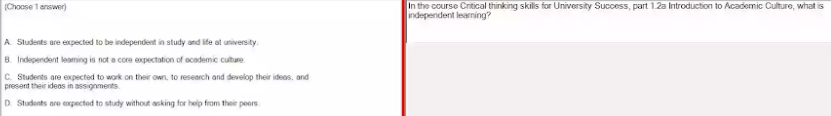 (Choose 1 answer)
A. Students are expected to be independent in study and life at university.
B. Independent learning is not a core expectation of academic culture.
C. Students are expected to work on their own, to research and develop their ideas, and
present their ideas in assignments.
D. Students are expected to study without asking for help from their peers.
In the course Critical thinking skills for University Success, part 1.2a Introduction to Academic Culture, what is
independent learning?